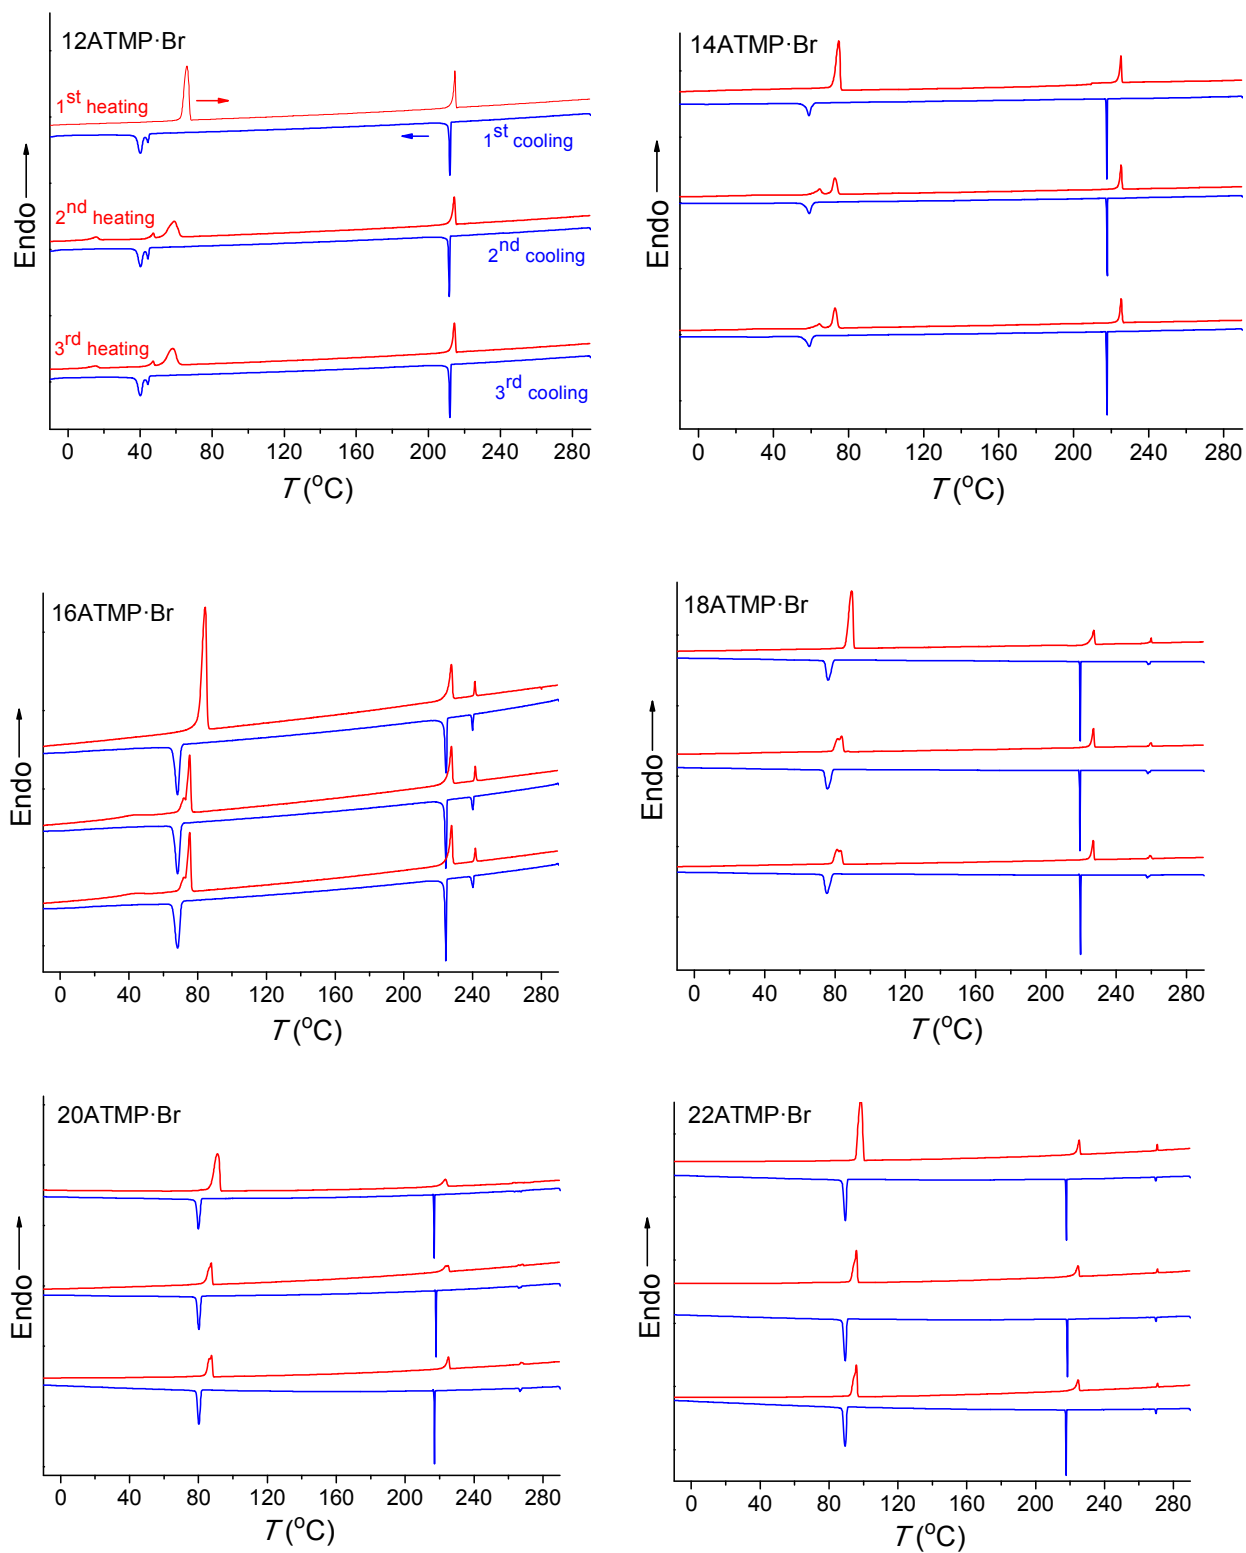 12ATMP·Br
1st heating
1st cooling
2nd heating
2nd cooling
3rd heating
3rd cooling
Endo
0 40 80 120 160 200 240 280
T (°C)
14ATMP·Br
Endo
0 40 80 120 160 200 240 280
T (°C)
16ATMP·Br
Endo
0 40 80 120 160 200 240 280
T (°C)
18ATMP·Br
Endo
0 40 80 120 160 200 240 280
T (°C)
20ATMP·Br
Endo
0 40 80 120 160 200 240 280
T (°C)
22ATMP·Br
Endo
0 40 80 120 160 200 240 280
T (°C)